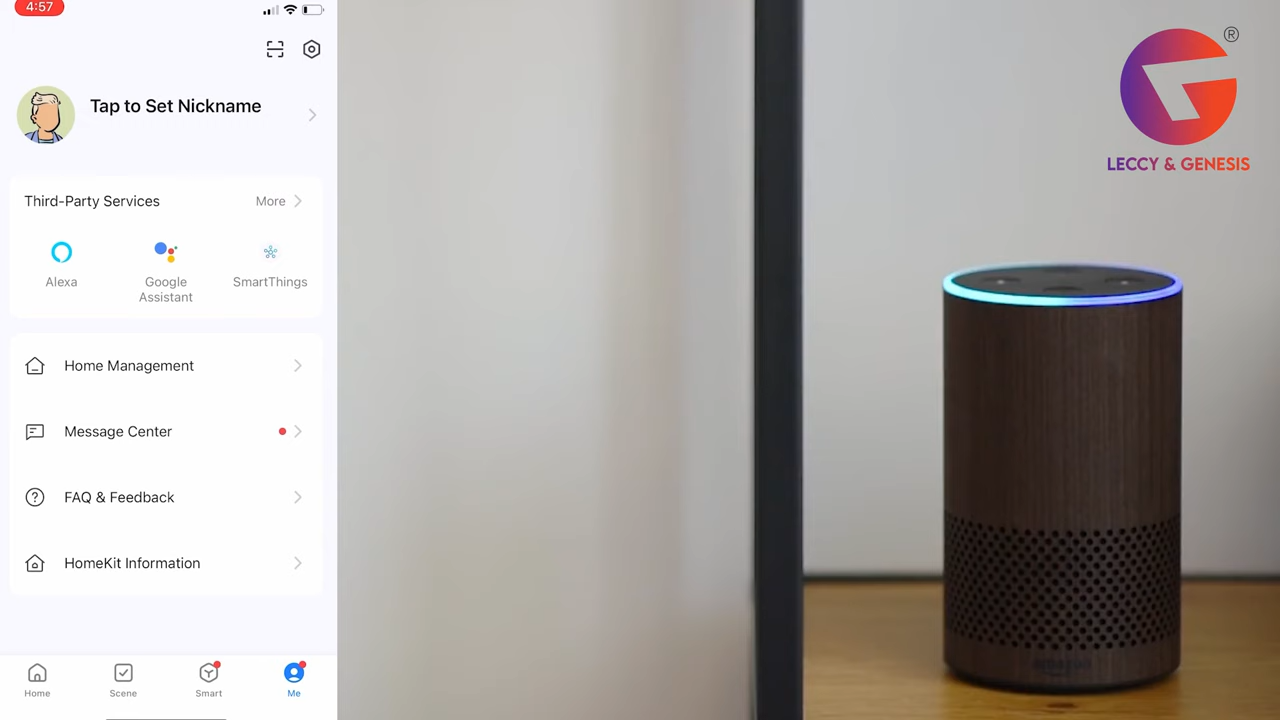 4:57
Tap to Set Nickname
Third-Party Services
More
Alexa
Google
Assistant
SmartThings
Home Management
Message Center
FAQ & Feedback
HomeKit Information
Home
Scene
Smart
Me
®
LECCY & GENESIS
amazon